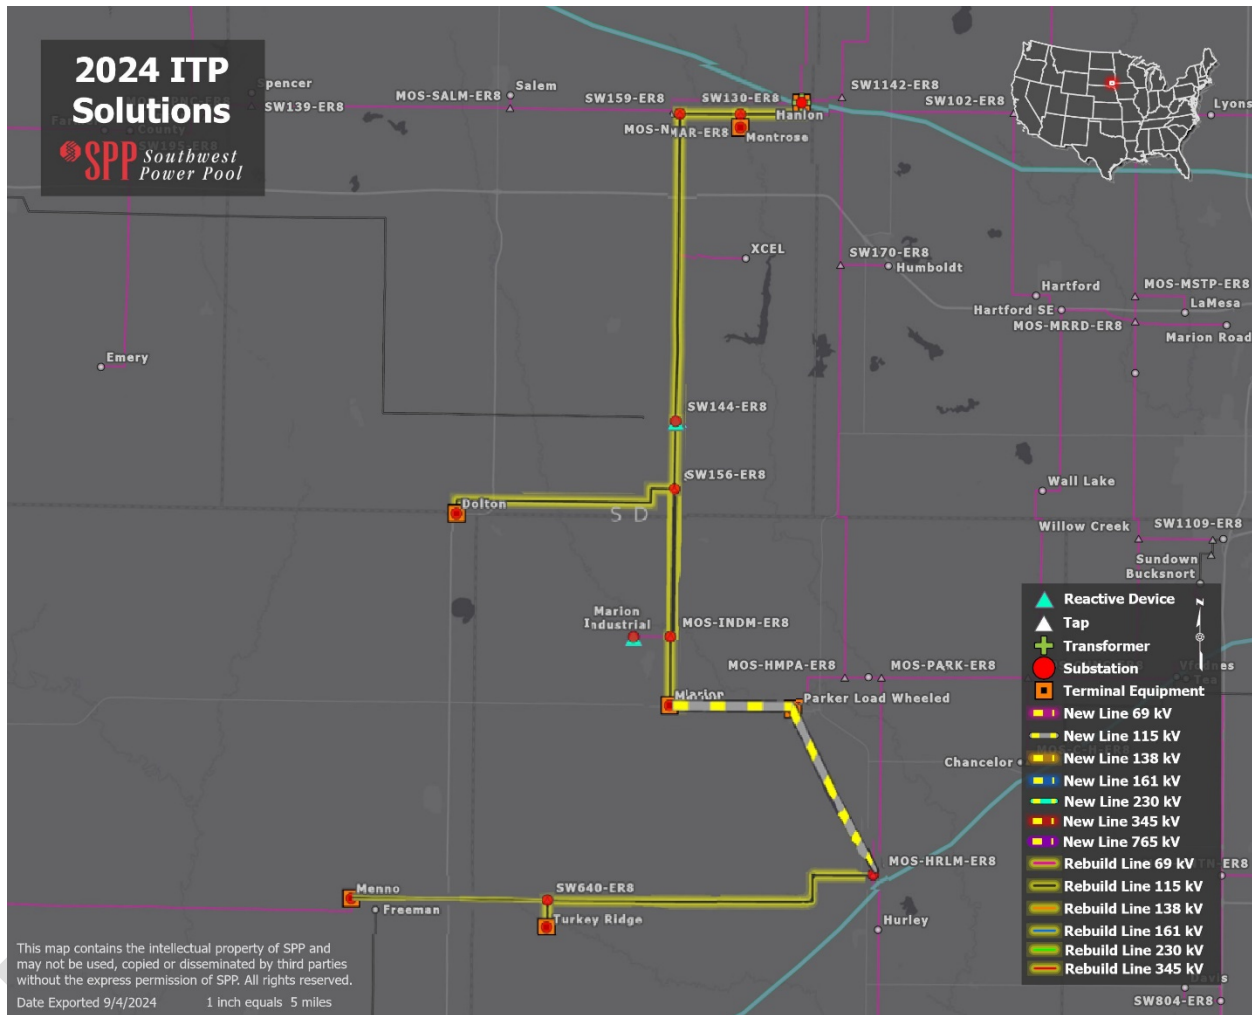 2024 ITP
Solutions
SPP Southwest
Power Pool
Spencer
SW139-ER8
County
SW195-ER8
MOS-SALM-ER8
Salem
SW159-ER8
SW130-ER8
Hanlon
MAR-ER8
Montrose
SW1142-ER8
SW102-ER8
Lyons
XCEL
SW170-ER8
Humboldt
Hartford
MOS-MSTP-ER8
Hartford SE
LaMesa
MOS-MRRD-ER8
Marion Road
Emery
SW144-ER8
SW156-ER8
Dolton
S D
Wall Lake
Willow Creek
SW1109-ER8
Sundown
Bucksnort
Marion
Industrial
MOS-INDM-ER8
MOS-HMPA-ER8
MOS-PARK-ER8
Marion
Parker Load Wheeled
Chancelor
MOS-HRLM-ER8
Menno
Freeman
SW640-ER8
Turkey Ridge
Hurley
Tea
Davis
SW804-ER8
N
Reactive Device
Tap
Transformer
Substation
Terminal Equipment
New Line 69 kV
New Line 115 kV
New Line 138 kV
New Line 161 kV
New Line 230 kV
New Line 345 kV
New Line 765 kV
Rebuild Line 69 kV
Rebuild Line 115 kV
Rebuild Line 138 kV
Rebuild Line 161 kV
Rebuild Line 230 kV
Rebuild Line 345 kV
This map contains the intellectual property of SPP and
may not be used, copied or disseminated by third parties
without the express permission of SPP. All rights reserved.
Date Exported 9/4/2024 1 inch equals 5 miles